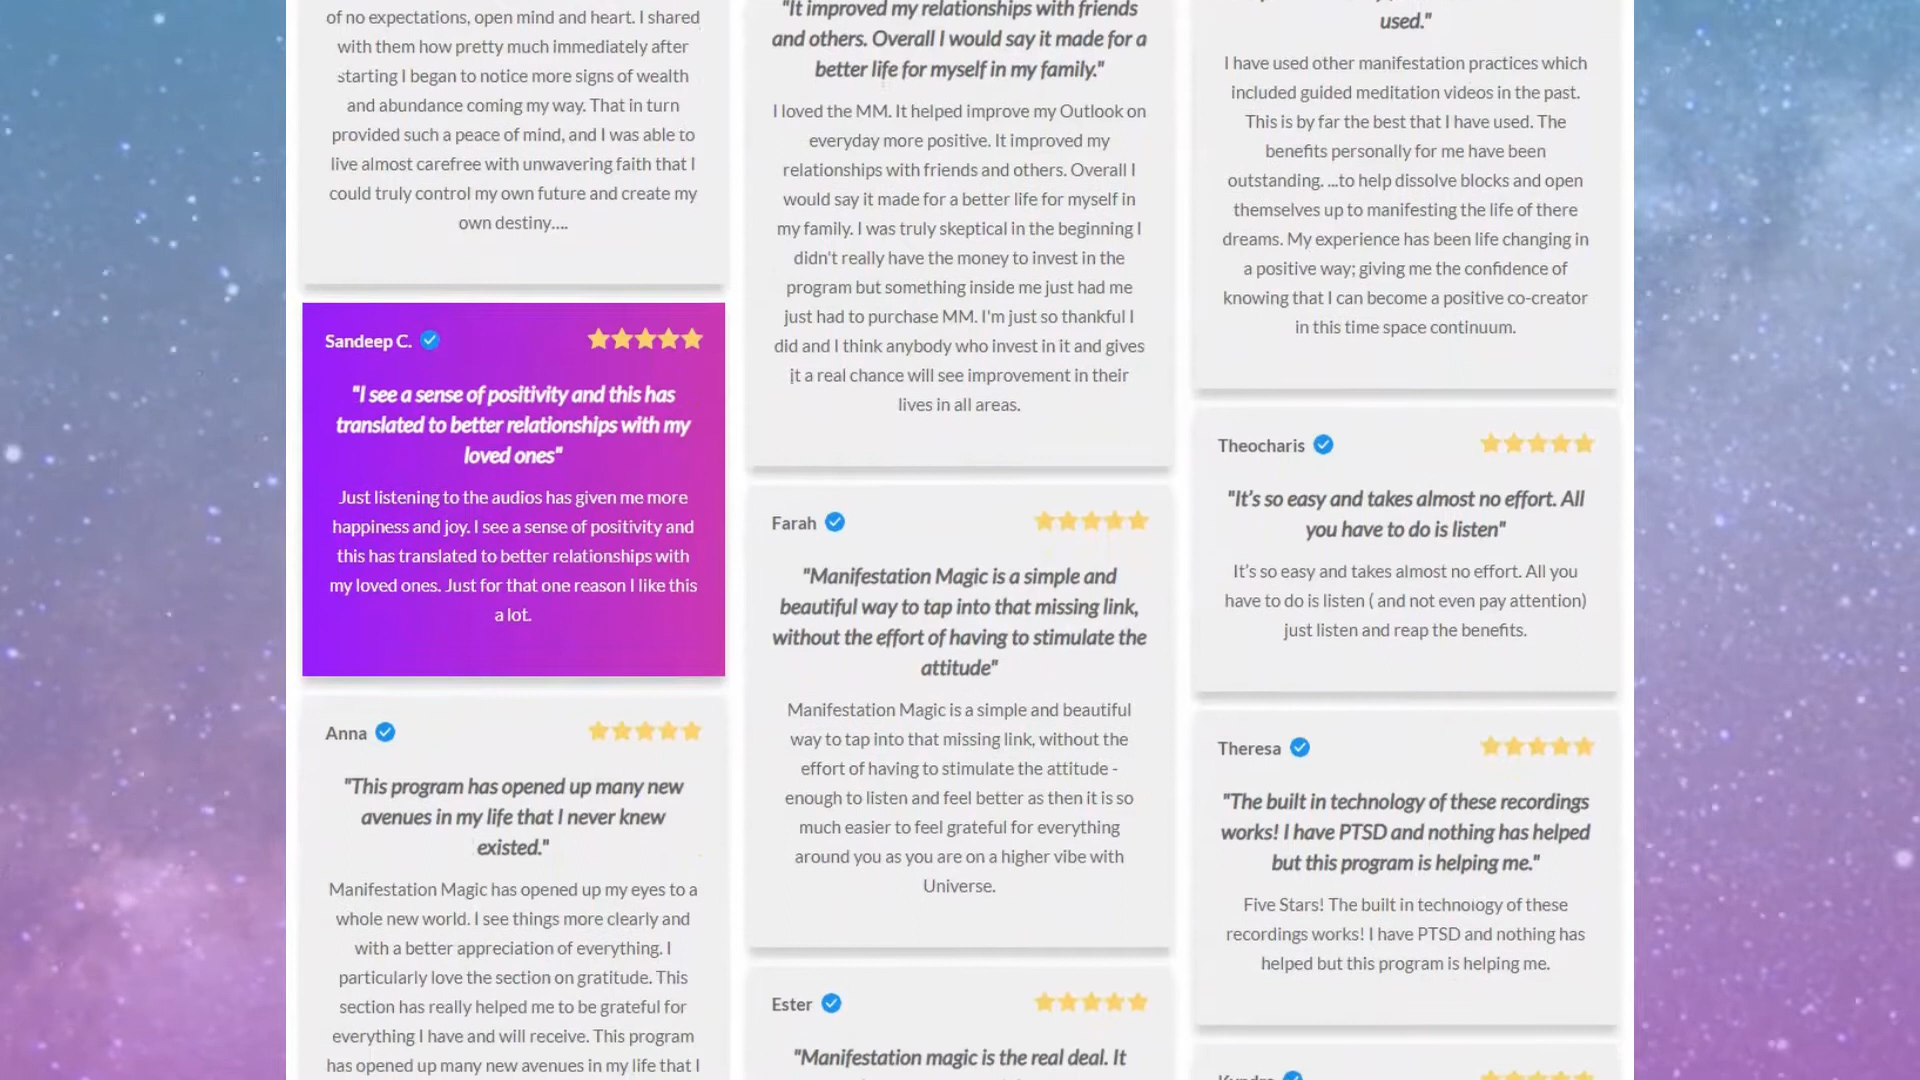 of no expectations, open mind and heart. I shared
with them how pretty much immediately after
starting I began to notice more signs of wealth
and abundance coming my way. That in turn
provided such a peace of mind, and I was able to
live almost carefree with unwavering faith that I
could truly control my own future and create my
own destiny....
Sandeep C.
"I see a sense of positivity and this has
translated to better relationships with my
loved ones"
Just listening to the audios has given me more
happiness and joy. I see a sense of positivity and
this has translated to better relationships with
my loved ones. Just for that one reason I like this
a lot.
Anna
"This program has opened up many new
avenues in my life that I never knew
existed."
Manifestation Magic has opened up my eyes to a
whole new world. I see things more clearly and
with a better appreciation of everything. I
particularly love the section on gratitude. This
section has really helped me to be grateful for
everything I have and will receive. This program
has opened up many new avenues in my life that I
"It improved my relationships with friends
and others. Overall I would say it made for a
better life for myself in my family."
I loved the MM. It helped improve my Outlook on
everyday more positive. It improved my
relationships with friends and others. Overall I
would say it made for a better life for myself in
my family. I was truly skeptical in the beginning I
didn't really have the money to invest in the
program but something inside me just had me
just had to purchase MM. I'm just so thankful I
did and I think anybody who invest in it and gives
it a real chance will see improvement in their
lives in all areas.
Farah
"Manifestation Magic is a simple and
beautiful way to tap into that missing link,
without the effort of having to stimulate the
attitude"
Manifestation Magic is a simple and beautiful
way to tap into that missing link, without the
effort of having to stimulate the attitude -
enough to listen and feel better as then it is so
much easier to feel grateful for everything
around you as you are on a higher vibe with
Universe.
Ester
"Manifestation magic is the real deal. It
used."
I have used other manifestation practices which
included guided meditation videos in the past.
This is by far the best that I have used. The
benefits personally for me have been
outstanding. ...to help dissolve blocks and open
themselves up to manifesting the life of there
dreams. My experience has been life changing in
a positive way; giving me the confidence of
knowing that I can become a positive co-creator
in this time space continuum.
Theocharis
"It’s so easy and takes almost no effort. All
you have to do is listen"
It’s so easy and takes almost no effort. All you
have to do is listen ( and not even pay attention)
just listen and reap the benefits.
Theresa
"The built in technology of these recordings
works! I have PTSD and nothing has helped
but this program is helping me."
Five Stars! The built in technology of these
recordings works! I have PTSD and nothing has
helped but this program is helping me.